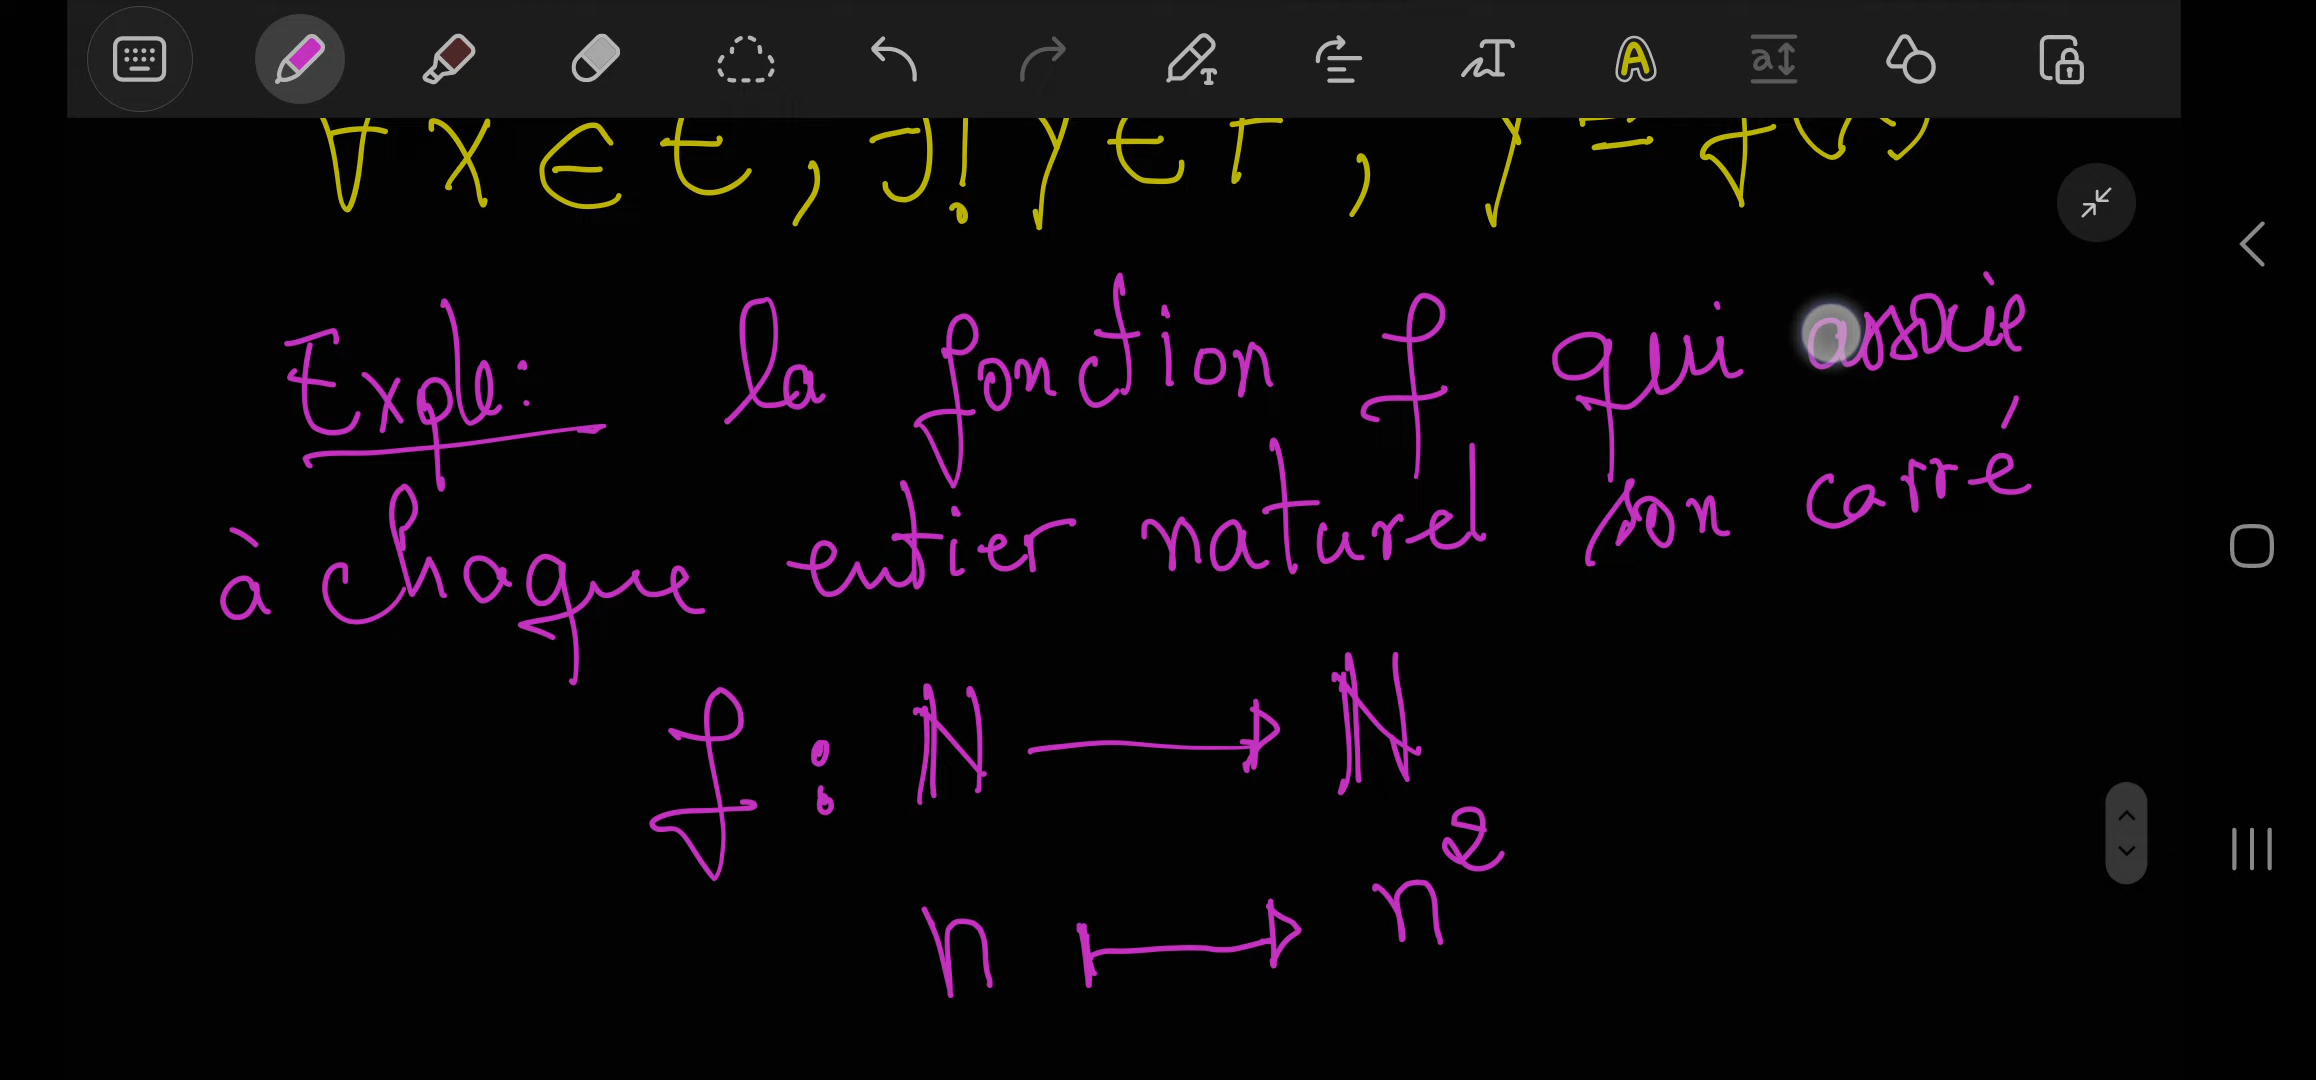 ∀ x ∈ E, ∃! y ∈ F, y = f(x)
Exple: la fonction f qui associe
à chaque entier naturel son carré
f : ℕ → ℕ
n ↦ n²